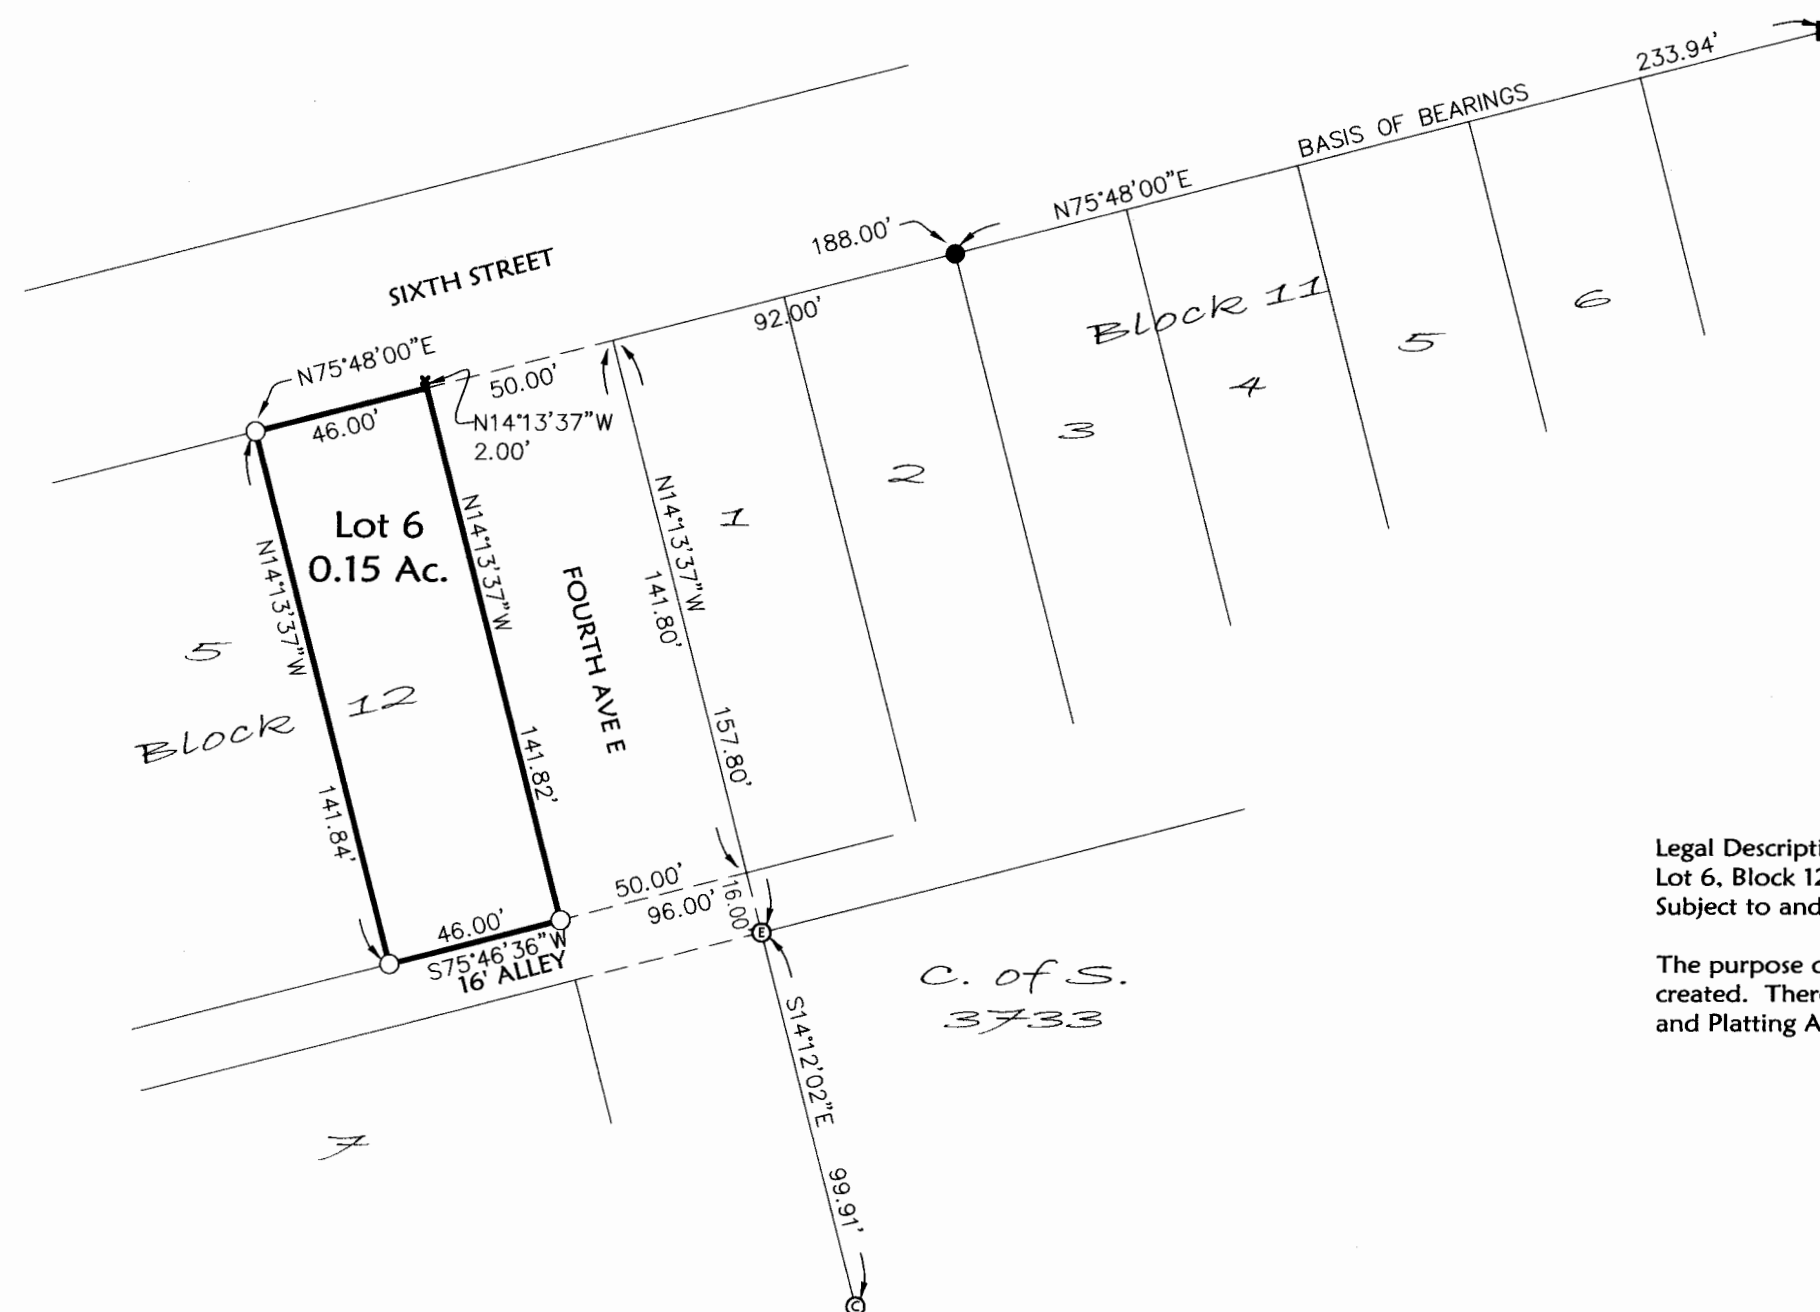 233.94'
BASIS OF BEARINGS
N75°48'00"E
188.00'
SIXTH STREET
92.00'
Block 11
6
5
4
3
2
1
N75°48'00"E
50.00'
46.00'
N14°13'37"W
2.00'
Lot 6
0.15 Ac.
N14°13'37"W
N14°13'37"W
N14°13'37"W
141.80'
FOURTH AVE E
5
Block 12
157.80'
141.82'
141.84'
50.00'
96.00'
16.00'
46.00'
S75°46'36"W
16' ALLEY
E
C. of S.
3733
S14°12'02"E
99.91'
C
7
Legal Descripti
Lot 6, Block 12
Subject to and
The purpose o
created. There
and Platting A